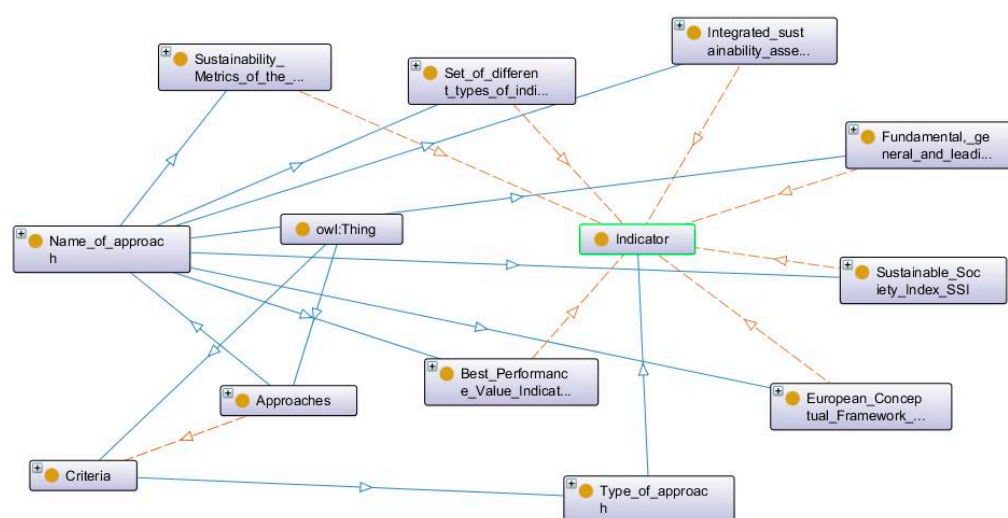 Integrated_sust
ainability_asse...
Sustainability_
Metrics_of_the_...
Set_of_differen
t_types_of_indi...
Fundamental,_ge
neral_and_leadi...
Name_of_approac
h
owl:Thing
Indicator
Sustainable_Soc
iety_Index_SSI
Best_Performanc
e_Value_Indicat...
European_Concep
tual_Framework_...
Approaches
Criteria
Type_of_approac
h